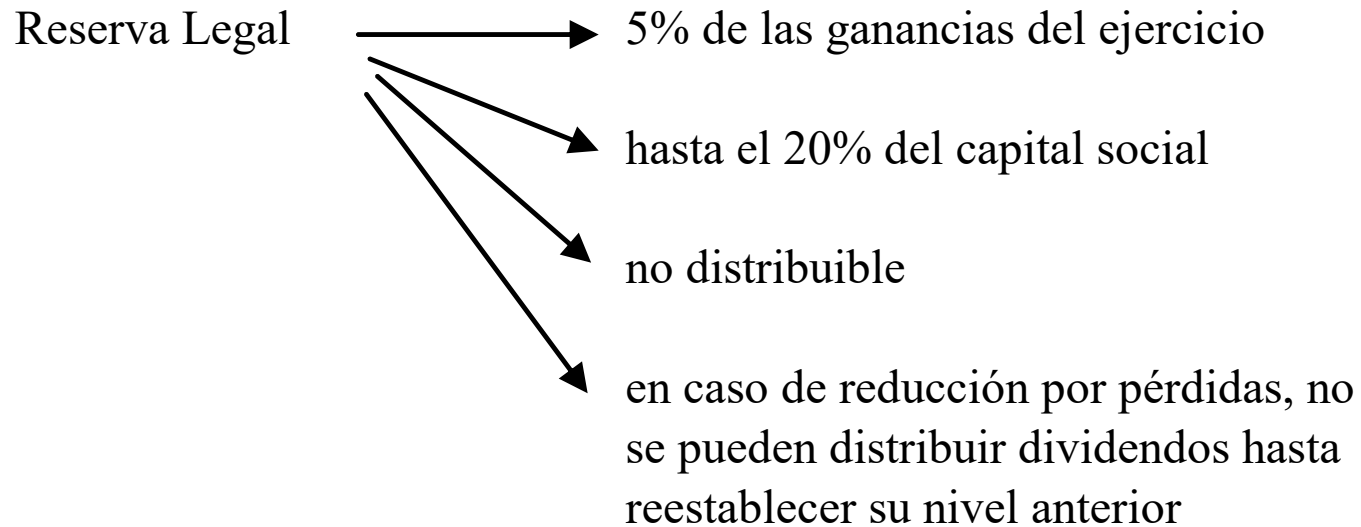 Reserva Legal
5% de las ganancias del ejercicio
hasta el 20% del capital social
no distribuible
en caso de reducción por pérdidas, no
se pueden distribuir dividendos hasta
reestablecer su nivel anterior